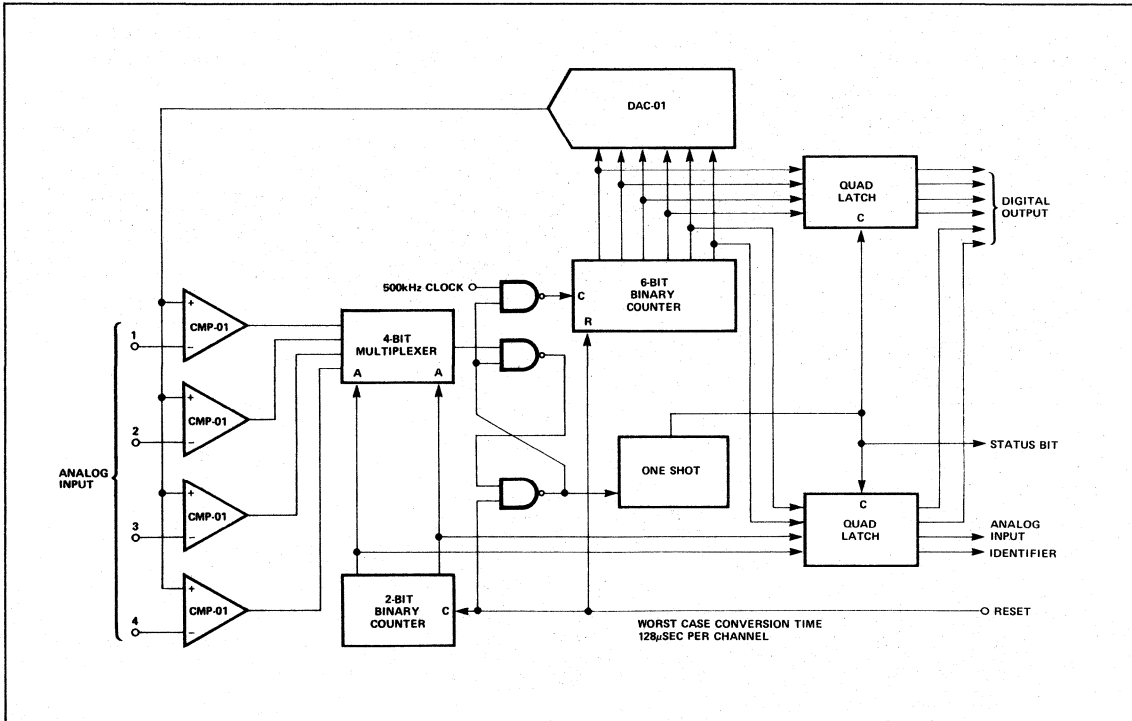 DAC-01
QUAD
LATCH
C
DIGITAL
OUTPUT
500kHz CLOCK
C
6-BIT
BINARY
COUNTER
R
1
+
CMP-01
−
4-BIT
MULTIPLEXER
A
A
2
+
CMP-01
−
ANALOG
INPUT
ONE SHOT
STATUS BIT
3
+
CMP-01
−
C
QUAD
LATCH
ANALOG
INPUT
IDENTIFIER
4
+
CMP-01
−
2-BIT
BINARY
COUNTER
C
RESET
WORST CASE CONVERSION TIME
128μSEC PER CHANNEL